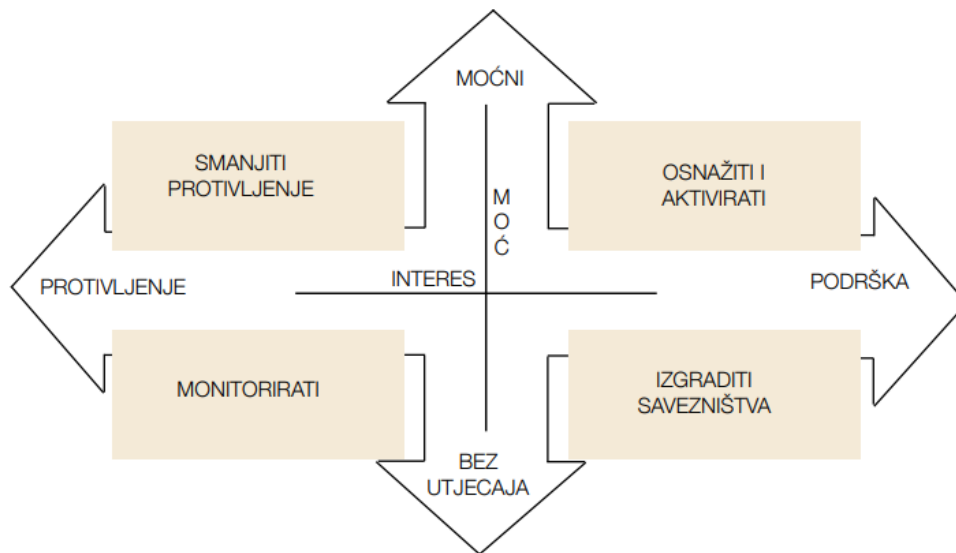 MOĆNI
SMANJITI
PROTIVLJENJE
OSNAŽITI I
AKTIVIRATI
M
O
Ć
INTERES
PROTIVLJENJE
PODRŠKA
MONITORIRATI
IZGRADITI
SAVEZNIŠTVA
BEZ
UTJECAJA